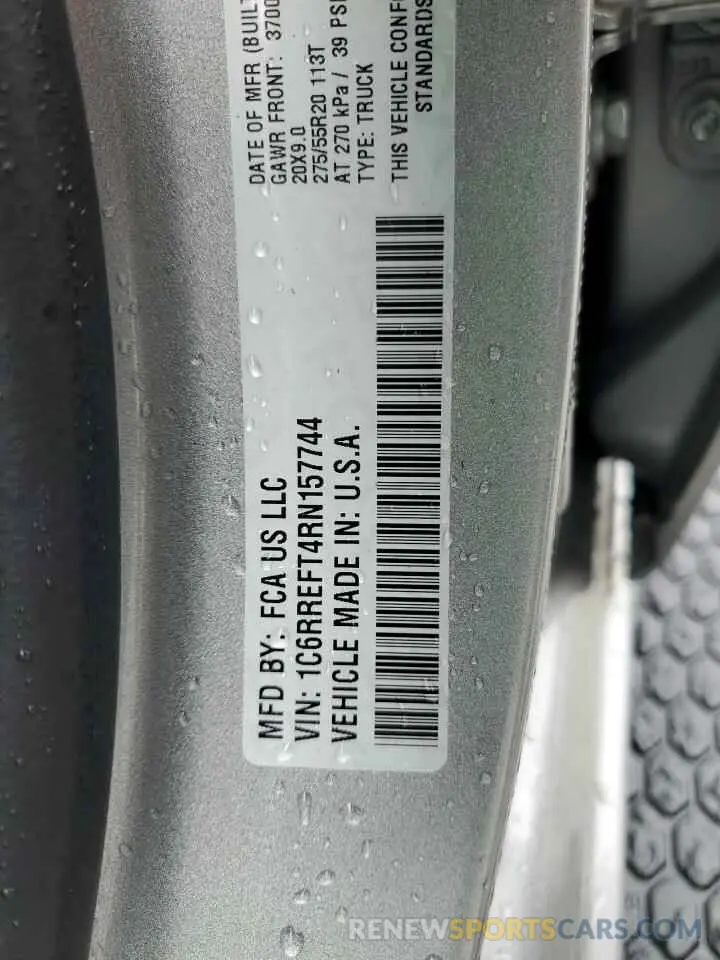 MFD BY: FCA US LLC
VIN: 1C6RREFT4RN157744
VEHICLE MADE IN: U.S.A.
DATE OF MFR (BUILT
GAWR FRONT: 3700
20X9.0
275/55R20 113T
AT 270 kPa / 39 PSI
TYPE: TRUCK
THIS VEHICLE CONF
STANDARDS
RENEWSPORTSCARS.COM